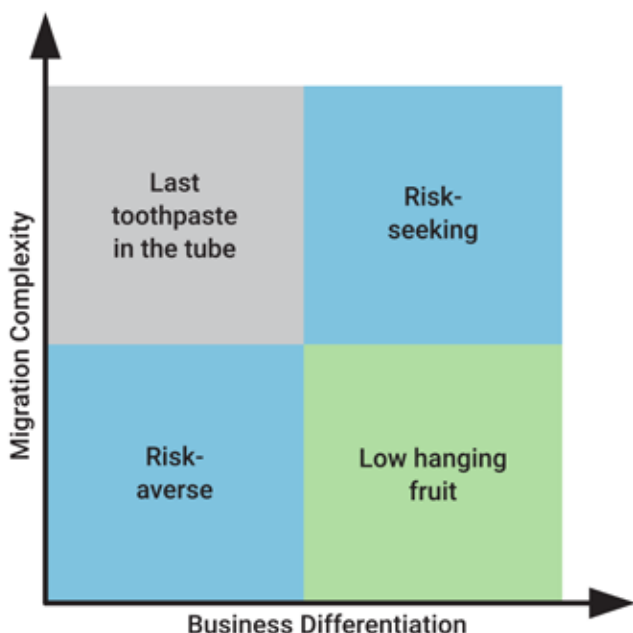 Migration Complexity
Last
toothpaste
in the tube
Risk-
seeking
Risk-
averse
Low hanging
fruit
Business Differentiation